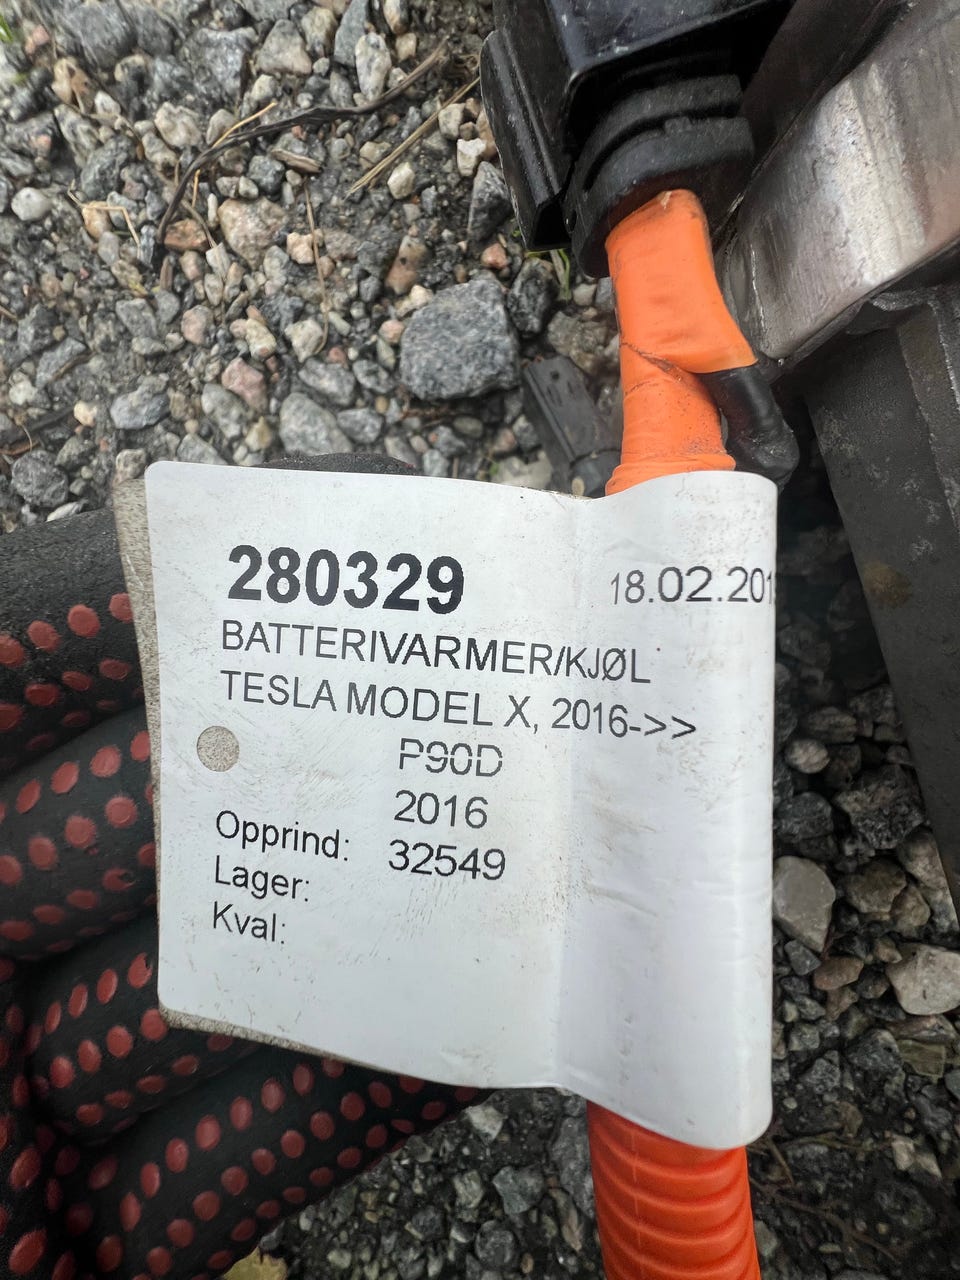 280329 18.02.201
BATTERIVARMER/KJØL
TESLA MODEL X, 2016->>
P90D
2016
Opprind: 32549
Lager:
Kval: